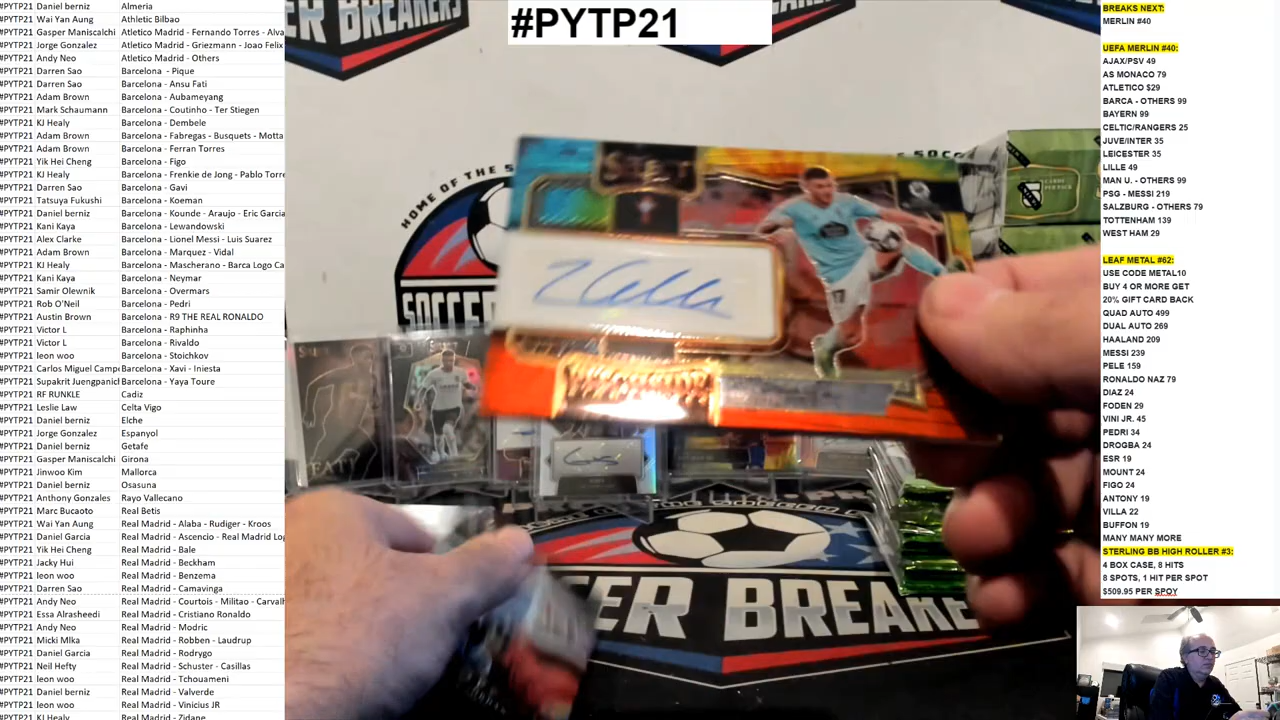 #PYTP21
#PYTP21 Daniel berniz Almeria
#PYTP21 Wai Yan Aung Athletic Bilbao
#PYTP21 Gasper Maniscalchi Atletico Madrid - Fernando Torres - Alva
#PYTP21 Jorge Gonzalez Atletico Madrid - Griezmann - Joao Felix
#PYTP21 Andy Neo Atletico Madrid - Others
#PYTP21 Darren Sao Barcelona - Pique
#PYTP21 Darren Sao Barcelona - Ansu Fati
#PYTP21 Adam Brown Barcelona - Aubameyang
#PYTP21 Mark Schaumann Barcelona - Coutinho - Ter Stiegen
#PYTP21 KJ Healy Barcelona - Dembele
#PYTP21 Adam Brown Barcelona - Fabregas - Busquets - Motta
#PYTP21 Adam Brown Barcelona - Ferran Torres
#PYTP21 Yik Hei Cheng Barcelona - Figo
#PYTP21 KJ Healy Barcelona - Frenkie de Jong - Pablo Torre
#PYTP21 Darren Sao Barcelona - Gavi
#PYTP21 Tatsuya Fukushi Barcelona - Koeman
#PYTP21 Daniel berniz Barcelona - Kounde - Araujo - Eric Garcia
#PYTP21 Kani Kaya Barcelona - Lewandowski
#PYTP21 Alex Clarke Barcelona - Lionel Messi - Luis Suarez
#PYTP21 Adam Brown Barcelona - Marquez - Vidal
#PYTP21 KJ Healy Barcelona - Mascherano - Barca Logo Ca
#PYTP21 Kani Kaya Barcelona - Neymar
#PYTP21 Samir Olewnik Barcelona - Overmars
#PYTP21 Rob O'Neil Barcelona - Pedri
#PYTP21 Austin Brown Barcelona - R9 THE REAL RONALDO
#PYTP21 Victor L Barcelona - Raphinha
#PYTP21 Victor L Barcelona - Rivaldo
#PYTP21 leon woo Barcelona - Stoichkov
#PYTP21 Carlos Miguel Camp Barcelona - Xavi - Iniesta
#PYTP21 Supakrit Juengpanich Barcelona - Yaya Toure
#PYTP21 RF RUNKLE Cadiz
#PYTP21 Leslie Law Celta Vigo
#PYTP21 Daniel berniz Elche
#PYTP21 Jorge Gonzalez Espanyol
#PYTP21 Daniel berniz Getafe
#PYTP21 Gasper Maniscalchi Girona
#PYTP21 Jinwoo Kim Mallorca
#PYTP21 Daniel berniz Osasuna
#PYTP21 Anthony Gonzales Rayo Vallecano
#PYTP21 Marc Bucaoto Real Betis
#PYTP21 Wai Yan Aung Real Madrid - Alaba - Rudiger - Kroos
#PYTP21 Daniel Garcia Real Madrid - Ascencio - Real Madrid Log
#PYTP21 Yik Hei Cheng Real Madrid - Bale
#PYTP21 Jacky Hui Real Madrid - Beckham
#PYTP21 leon woo Real Madrid - Benzema
#PYTP21 Darren Sao Real Madrid - Camavinga
#PYTP21 Andy Neo Real Madrid - Courtois - Militao - Carvalh
#PYTP21 Essa Alrasheedi Real Madrid - Cristiano Ronaldo
#PYTP21 Andy Neo Real Madrid - Modric
#PYTP21 Micki Mlka Real Madrid - Robben - Laudrup
#PYTP21 Daniel Garcia Real Madrid - Rodrygo
#PYTP21 Neil Hefty Real Madrid - Schuster - Casillas
#PYTP21 leon woo Real Madrid - Tchouameni
#PYTP21 Daniel berniz Real Madrid - Valverde
#PYTP21 leon woo Real Madrid - Vinicius JR
#PYTP21 KJ Healy Real Madrid - Zidane
HOME OF THE S
SOCCER
CER BREAKE
BREAKS NEXT:
MERLIN #40
UEFA MERLIN #40:
AJAX/PSV 49
AS MONACO 79
ATLETICO $29
BARCA - OTHERS 99
BAYERN 99
CELTIC/RANGERS 25
JUVE/INTER 35
LEICESTER 35
LILLE 49
MAN U. - OTHERS 99
PSG - MESSI 219
SALZBURG - OTHERS 79
TOTTENHAM 139
WEST HAM 29
LEAF METAL #62:
USE CODE METAL10
BUY 4 OR MORE GET
20% GIFT CARD BACK
QUAD AUTO 499
DUAL AUTO 269
HAALAND 209
MESSI 239
PELE 159
RONALDO NAZ 79
DIAZ 24
FODEN 29
VINI JR. 45
PEDRI 34
DROGBA 24
ESR 19
MOUNT 24
FIGO 24
ANTONY 19
VILLA 22
BUFFON 19
MANY MANY MORE
STERLING BB HIGH ROLLER #3:
4 BOX CASE, 8 HITS
8 SPOTS, 1 HIT PER SPOT
$509.95 PER SPOY